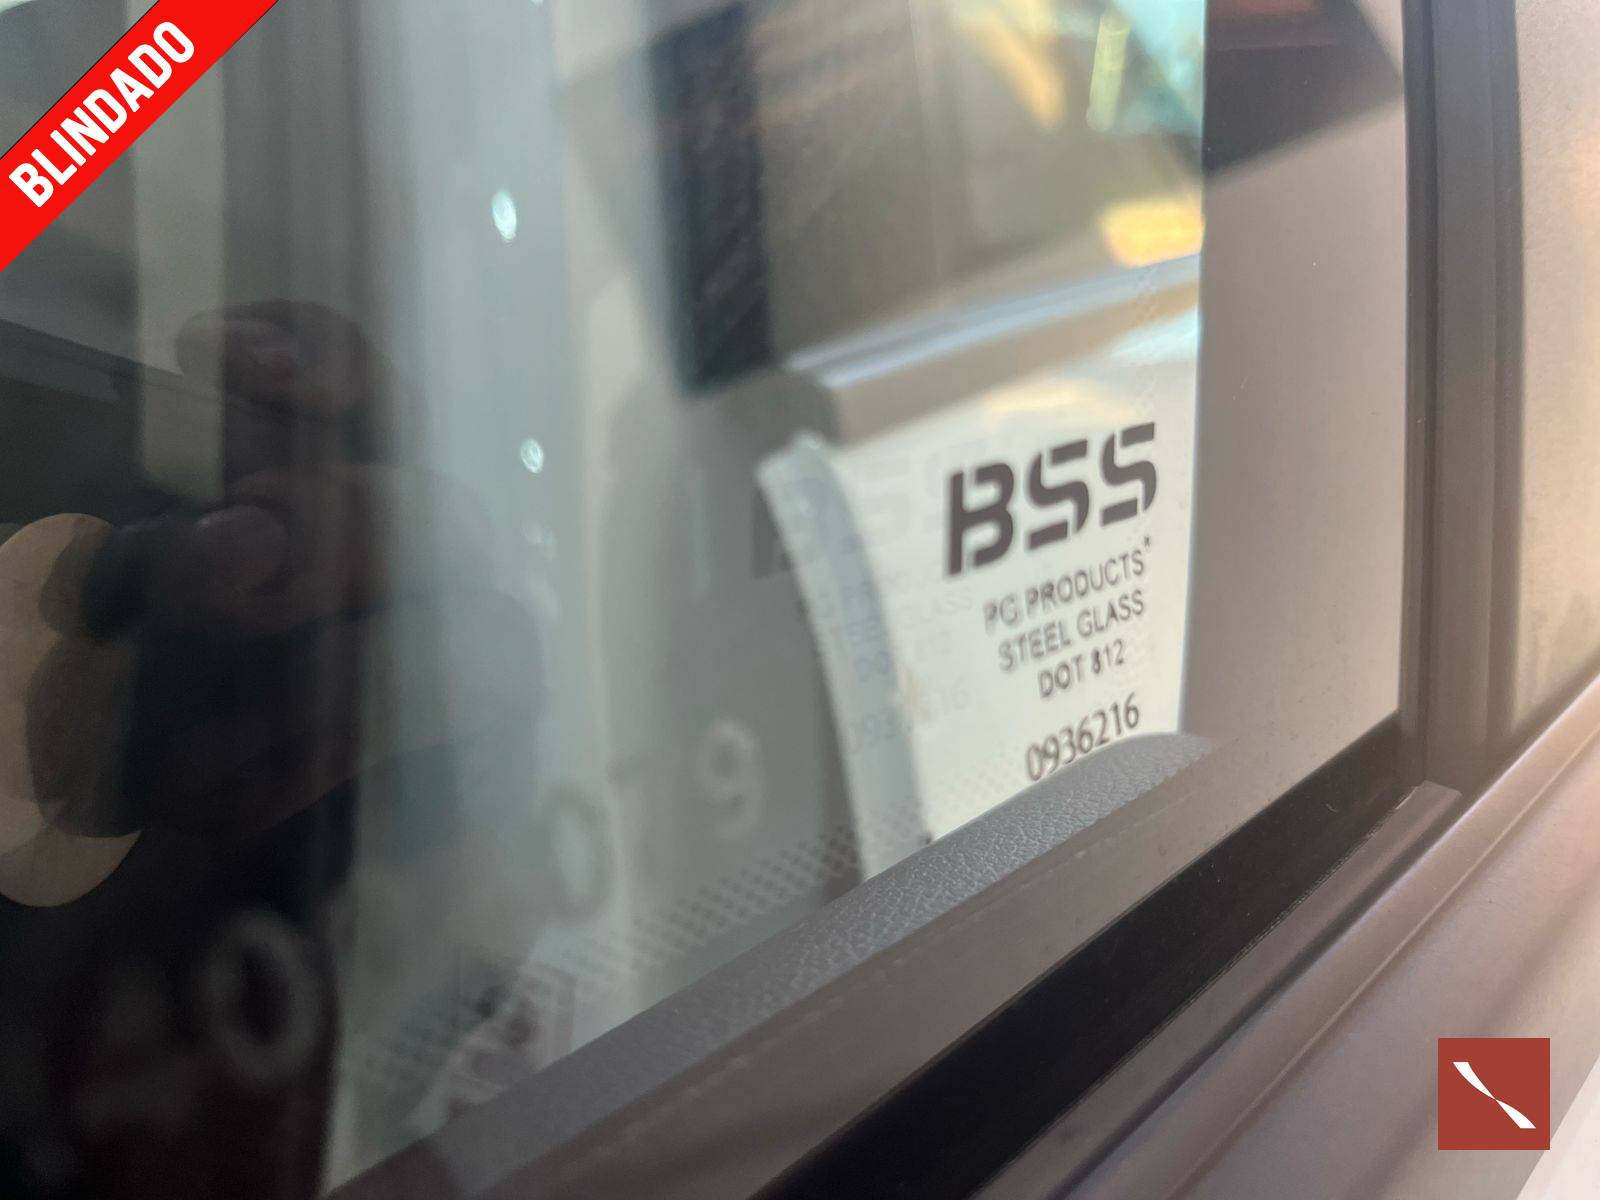 BLINDADO
BSS
PG PRODUCTS
STEEL GLASS
DOT 812
0936216